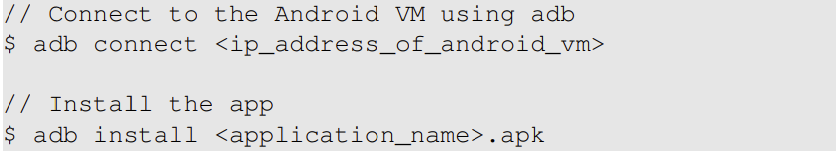 // Connect to the Android VM using adb
$ adb connect <ip_address_of_android_vm>
// Install the app
$ adb install <application_name>.apk